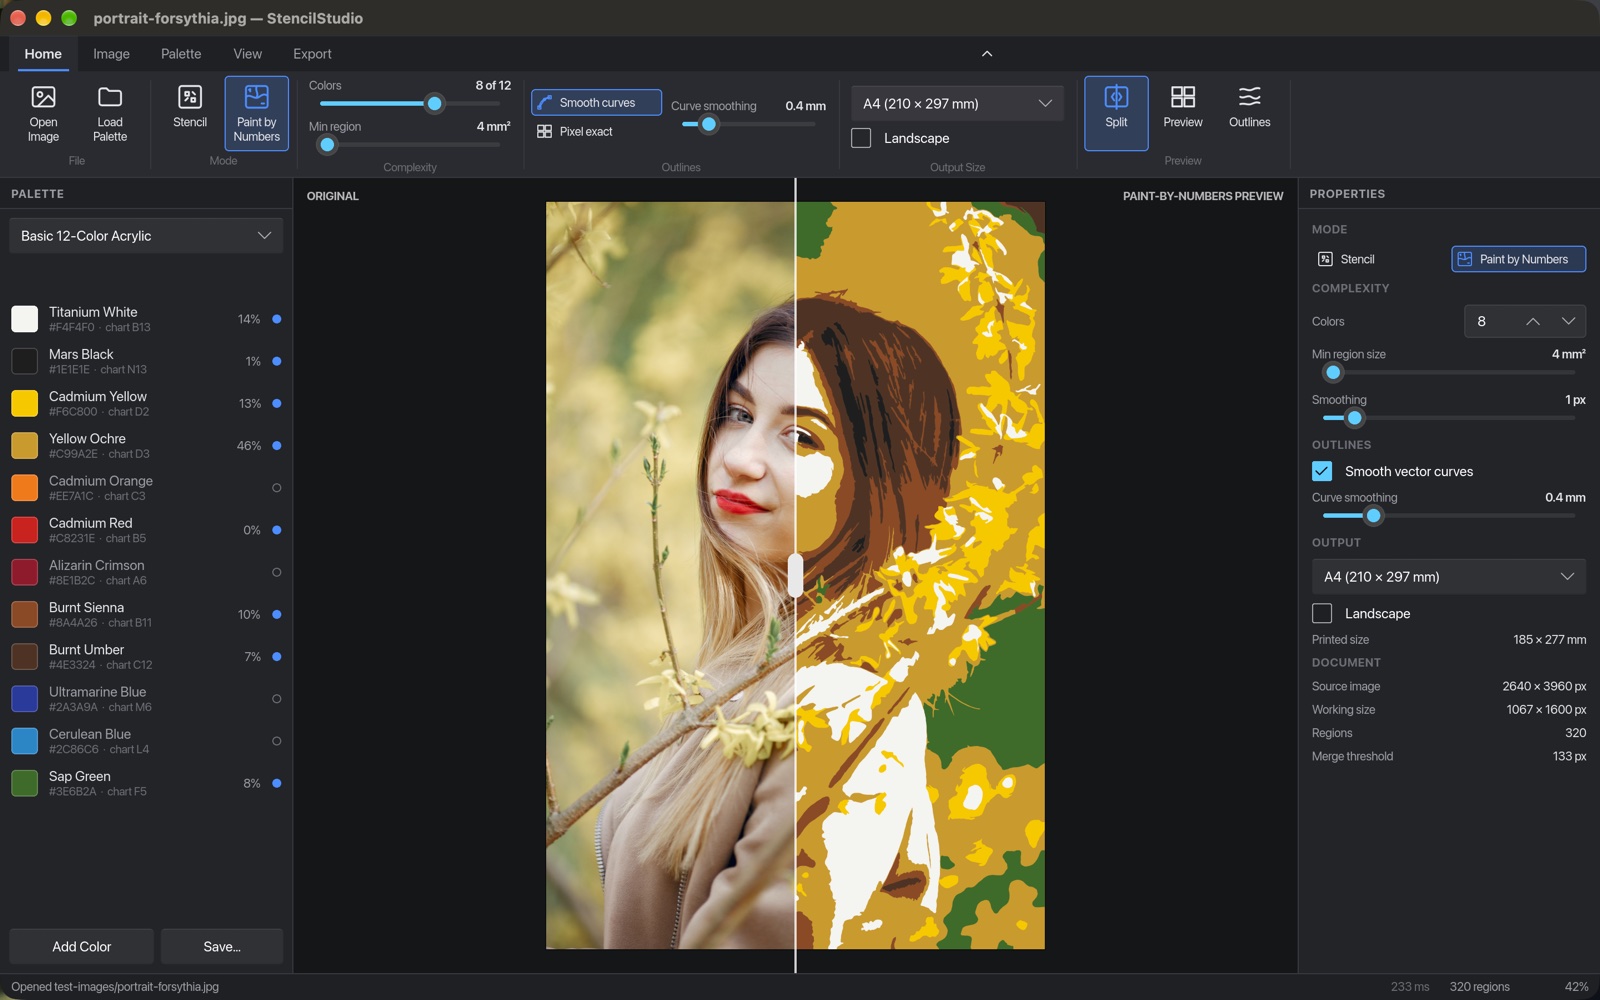 portrait-forsythia.jpg — StencilStudio
Home Image Palette View Export
Open Image
Load Palette
File
Stencil
Paint by Numbers
Mode
Colors 8 of 12
Min region 4 mm²
Complexity
Smooth curves
Pixel exact
Curve smoothing 0.4 mm
Outlines
A4 (210 × 297 mm)
Landscape
Output Size
Split
Preview
Outlines
Preview
PALETTE
Basic 12-Color Acrylic
Titanium White
#F4F4F0 · chart B13
14%
Mars Black
#1E1E1E · chart N13
1%
Cadmium Yellow
#F6C800 · chart D2
13%
Yellow Ochre
#C99A2E · chart D3
46%
Cadmium Orange
#EE7A1C · chart C3
Cadmium Red
#C8231E · chart B5
0%
Alizarin Crimson
#8E1B2C · chart A6
Burnt Sienna
#8A4A26 · chart B11
10%
Burnt Umber
#4E3324 · chart C12
7%
Ultramarine Blue
#2A3A9A · chart M6
Cerulean Blue
#2C86C6 · chart L4
Sap Green
#3E6B2A · chart F5
8%
Add Color
Save...
ORIGINAL
PAINT-BY-NUMBERS PREVIEW
PROPERTIES
MODE
Stencil
Paint by Numbers
COMPLEXITY
Colors 8
Min region size 4 mm²
Smoothing 1 px
OUTLINES
Smooth vector curves
Curve smoothing 0.4 mm
OUTPUT
A4 (210 × 297 mm)
Landscape
Printed size 185 × 277 mm
DOCUMENT
Source image 2640 × 3960 px
Working size 1067 × 1600 px
Regions 320
Merge threshold 133 px
Opened test-images/portrait-forsythia.jpg
233 ms 320 regions 42%